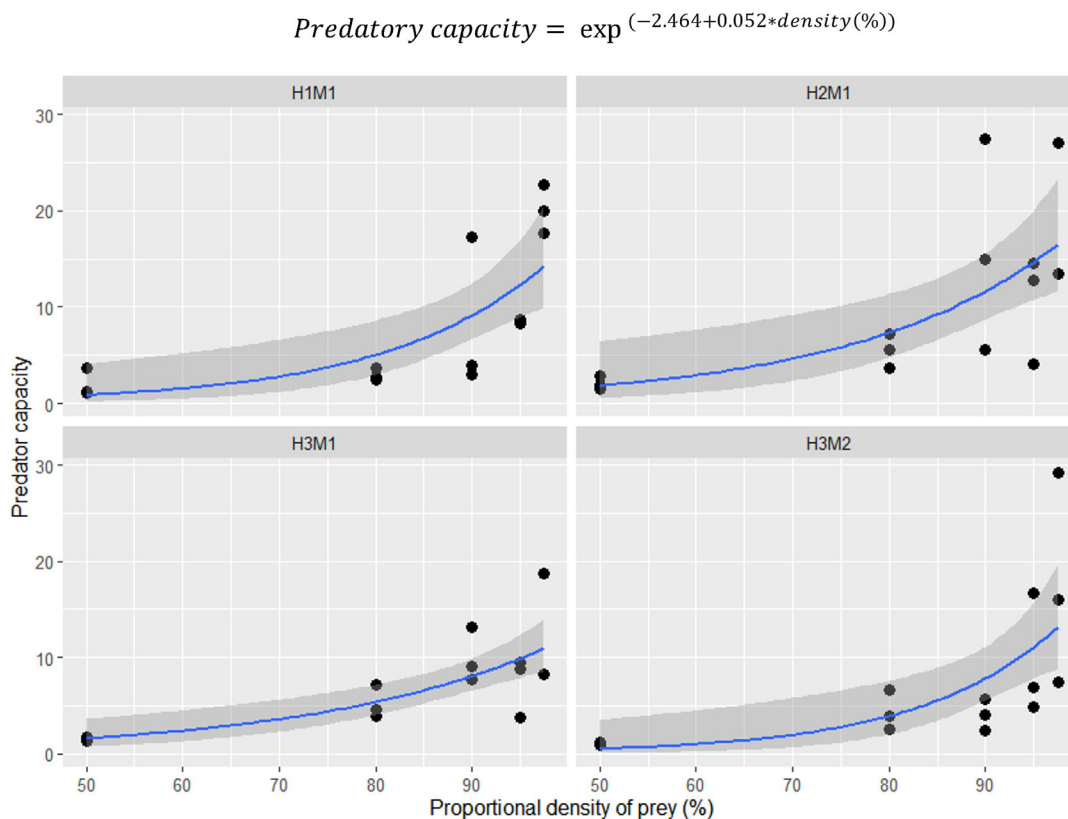 Predatory capacity = exp (−2.464+0.052∗density(%))
H1M1 H2M1
30
20
10
0
H3M1 H3M2
30
20
10
0
Predator capacity
50 60 70 80 90 50 60 70 80 90
Proportional density of prey (%)